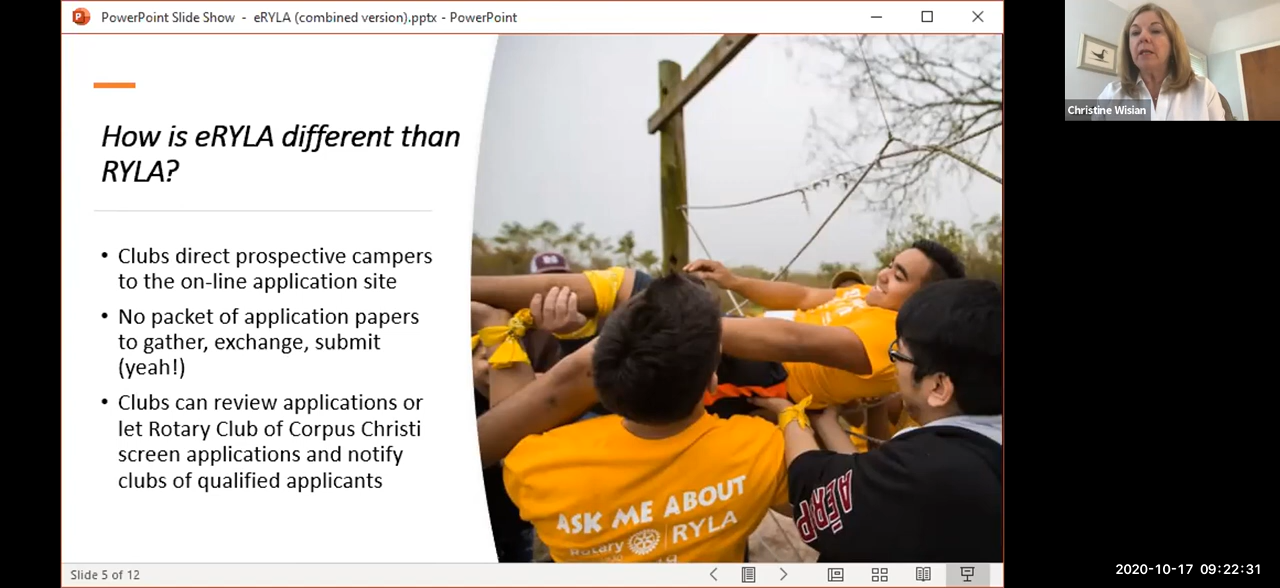 PowerPoint Slide Show - eRYLA (combined version).pptx - PowerPoint
How is eRYLA different than
RYLA?
• Clubs direct prospective campers
to the on-line application site
• No packet of application papers
to gather, exchange, submit
(yeah!)
• Clubs can review applications or
let Rotary Club of Corpus Christi
screen applications and notify
clubs of qualified applicants
ASK ME ABOUT
Rotary RYLA
AÉRP
Christine Wisian
Slide 5 of 12
2020-10-17 09:22:31